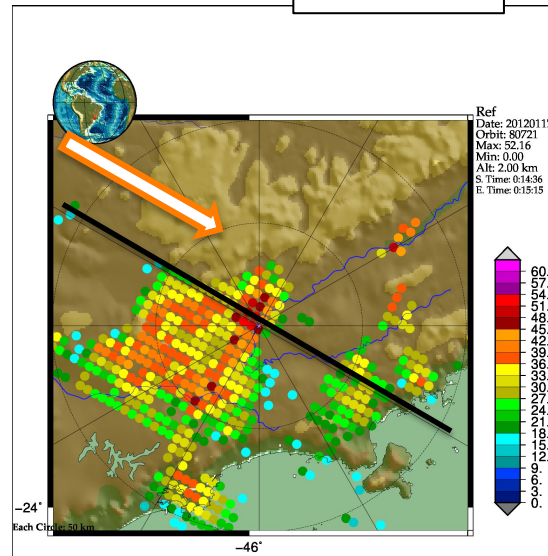 Ref
Date: 2012011
Orbit: 80721
Max: 52.16
Min: 0.00
Alt: 2.00 km
S. Time: 0:14:36
E. Time: 0:15:15
60.
57.
54.
51.
48.
45.
42.
39.
36.
33.
30.
27.
24.
21.
18.
15.
12.
9.
6.
3.
0.
−24°
Each Circle: 50 km
−46°